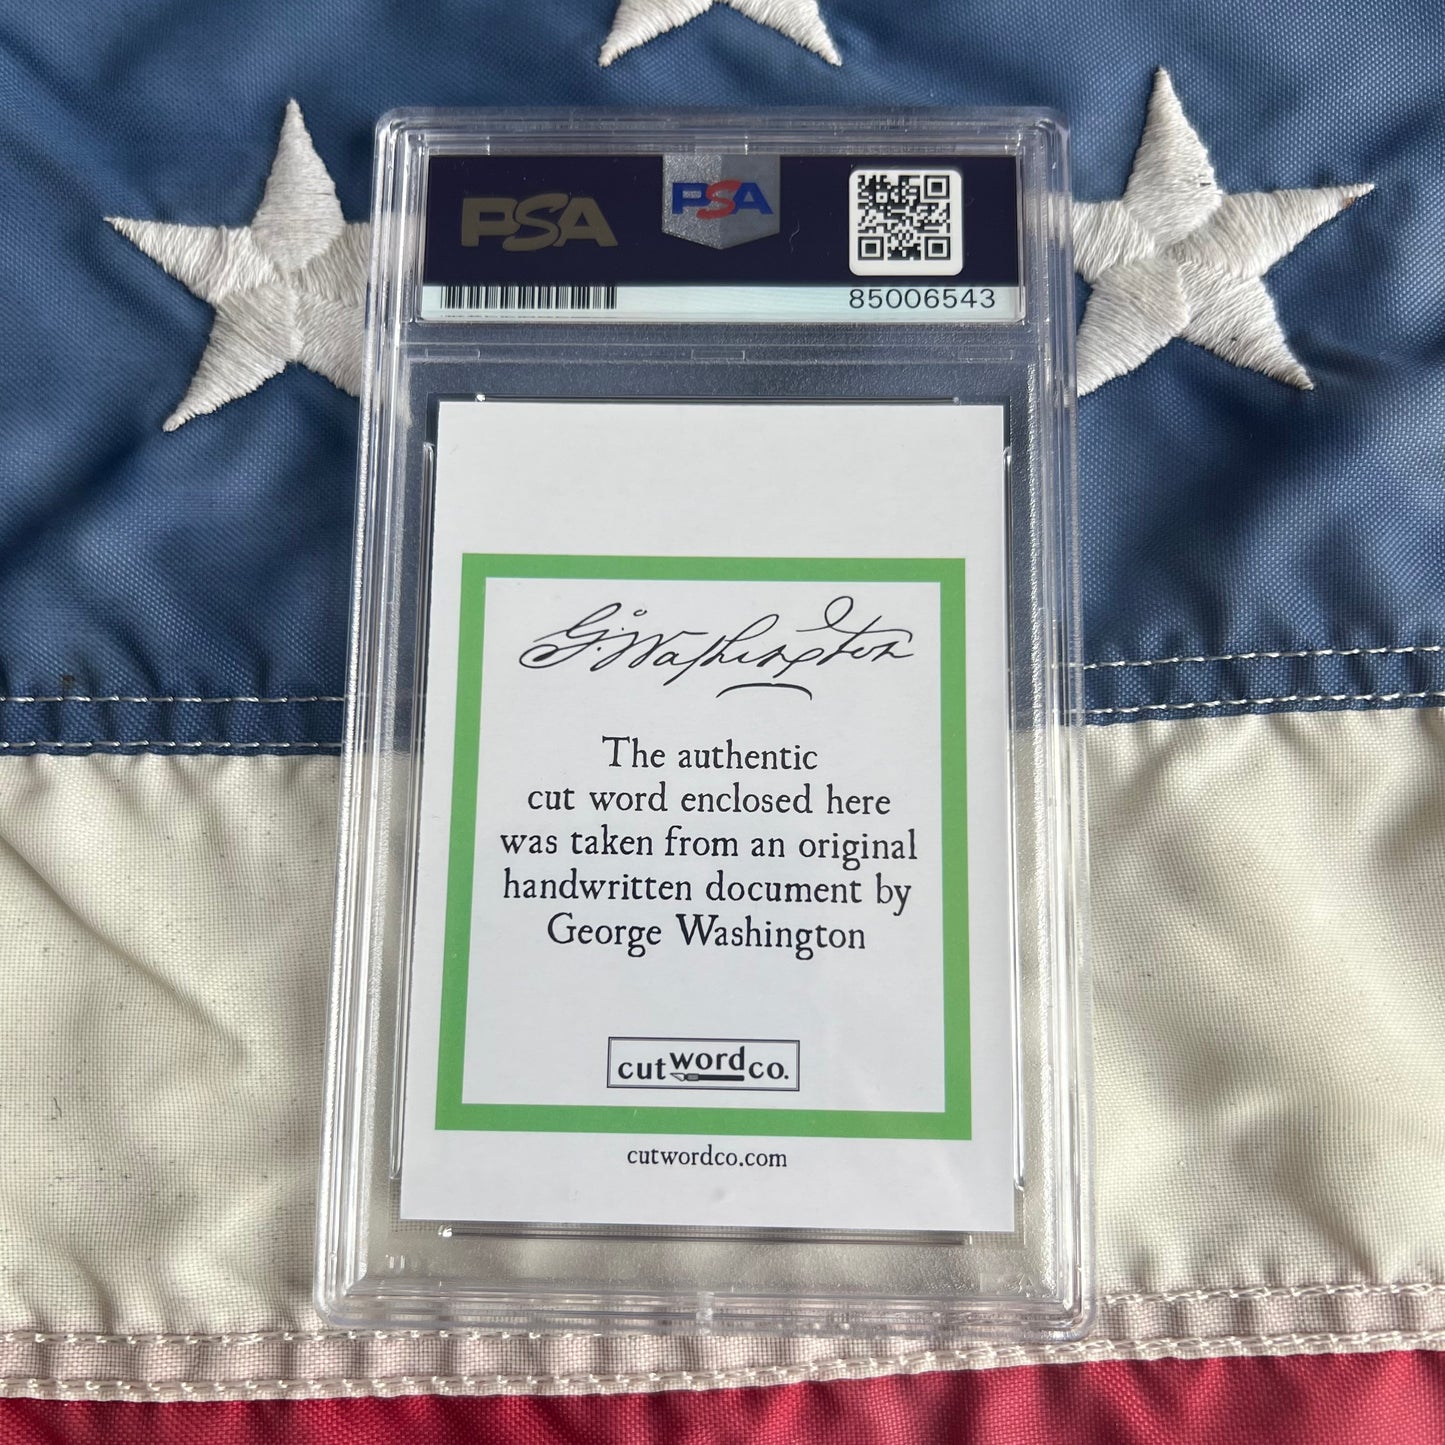 PSA
PSA
85006543
G. Washington
The authentic
cut word enclosed here
was taken from an original
handwritten document by
George Washington
cut word co.
cutwordco.com